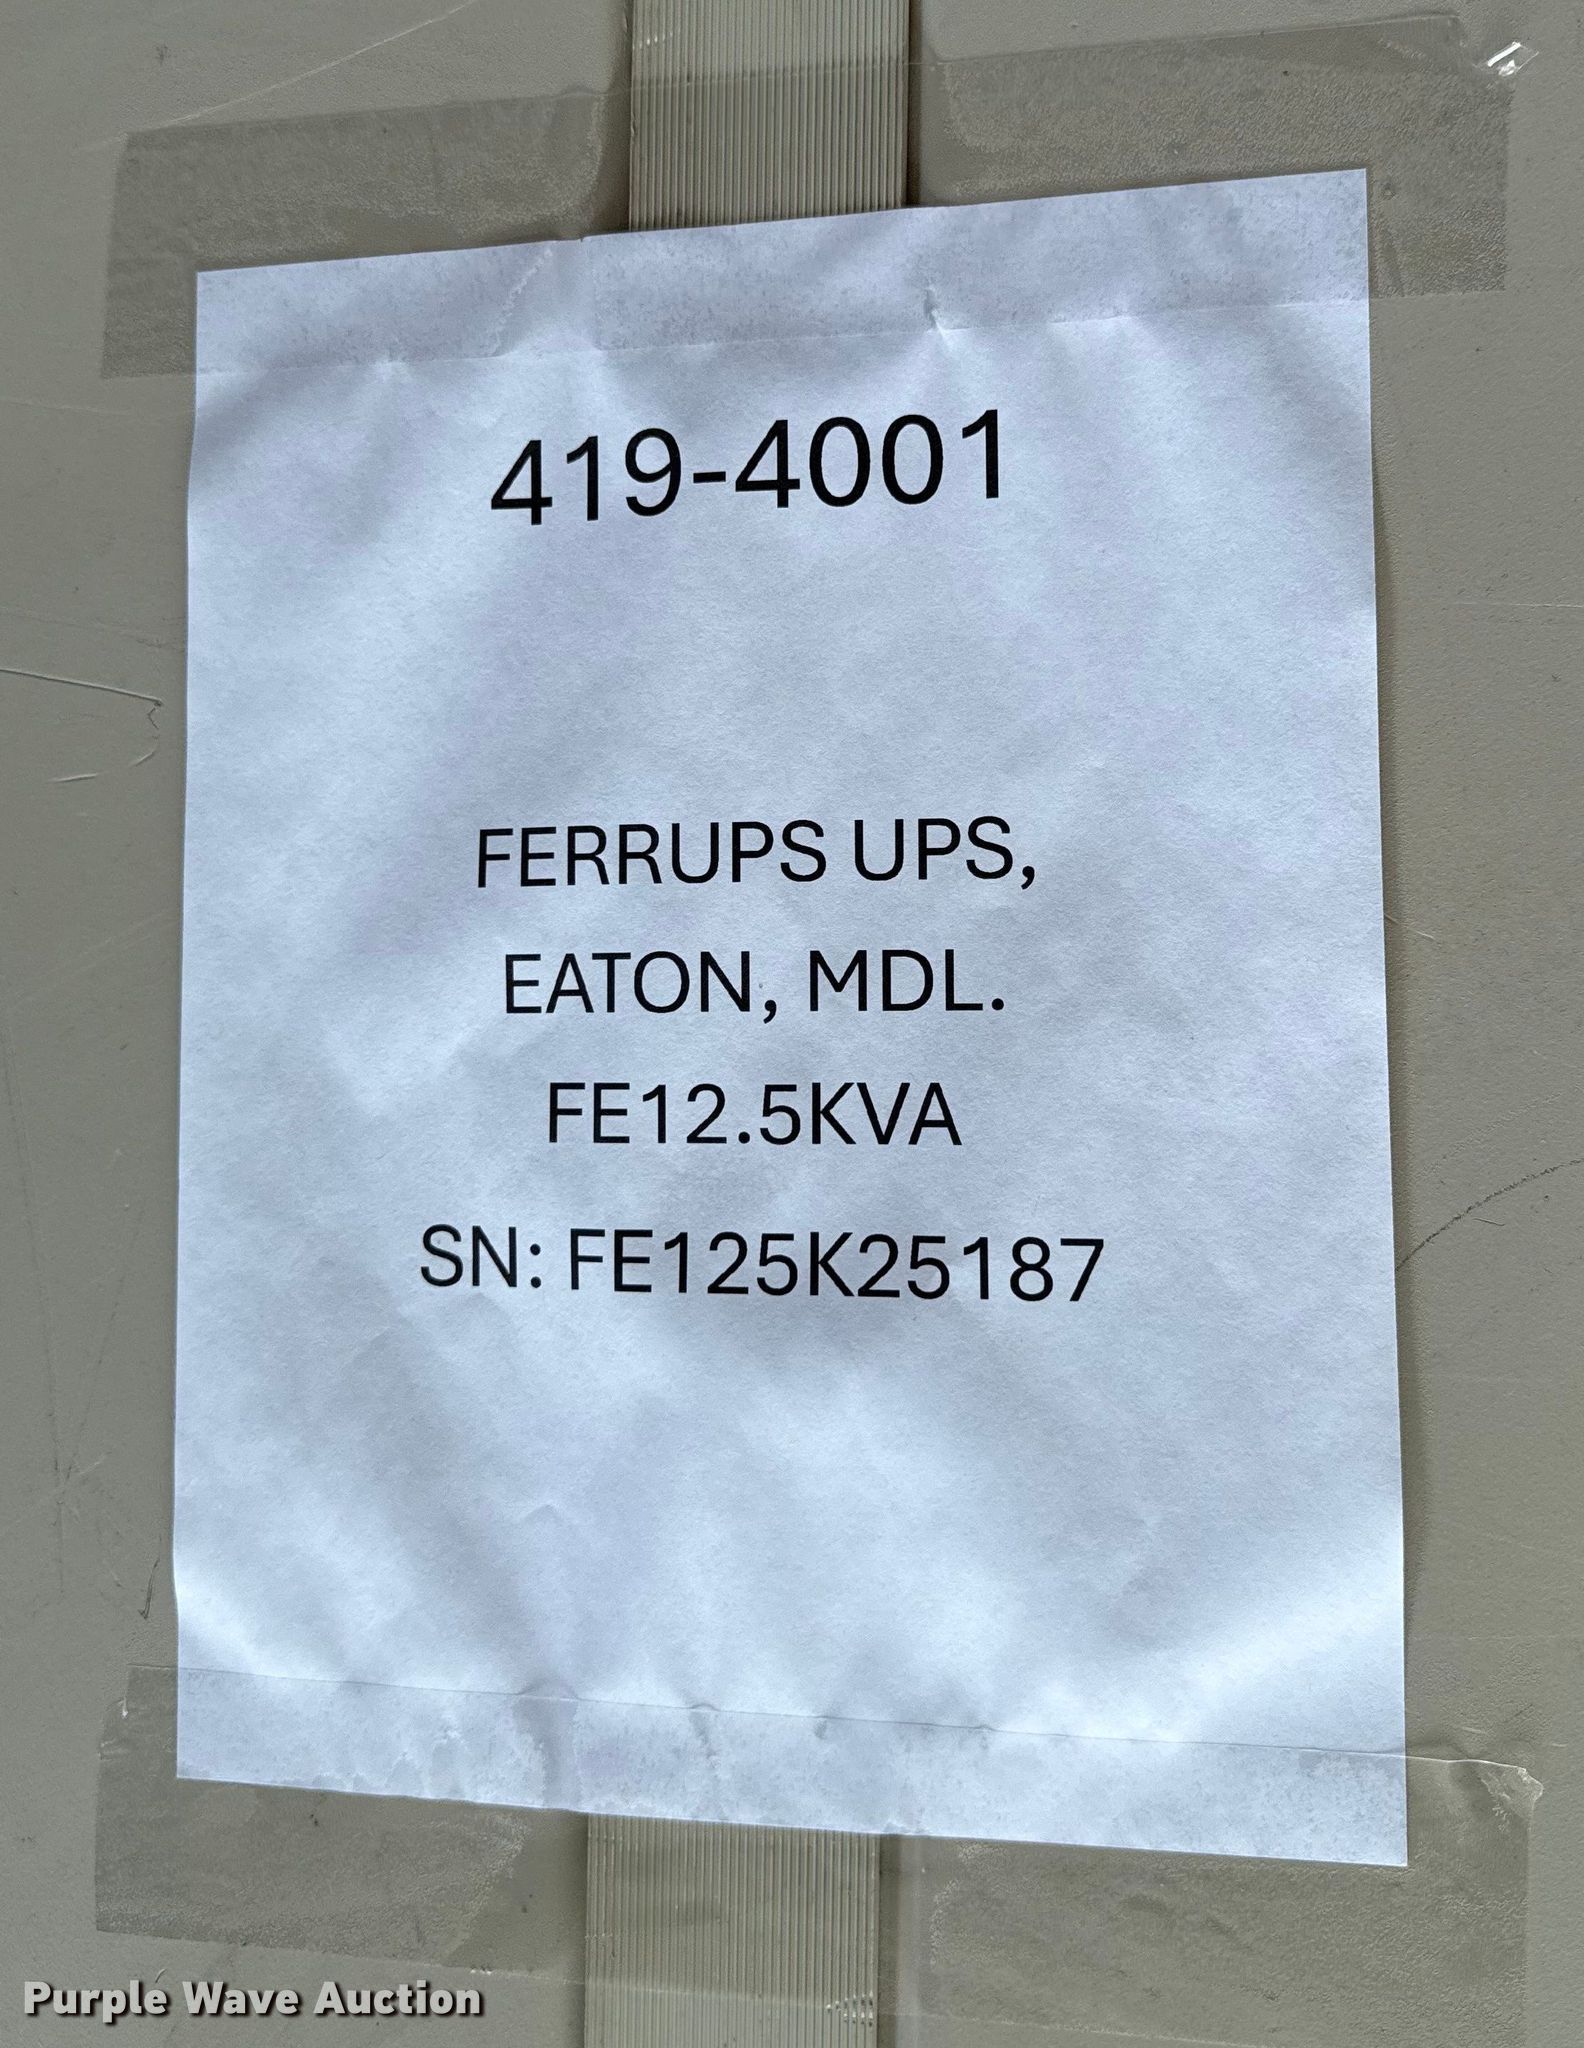 419-4001
FERRUPS UPS,
EATON, MDL.
FE12.5KVA
SN: FE125K25187
Purple Wave Auction